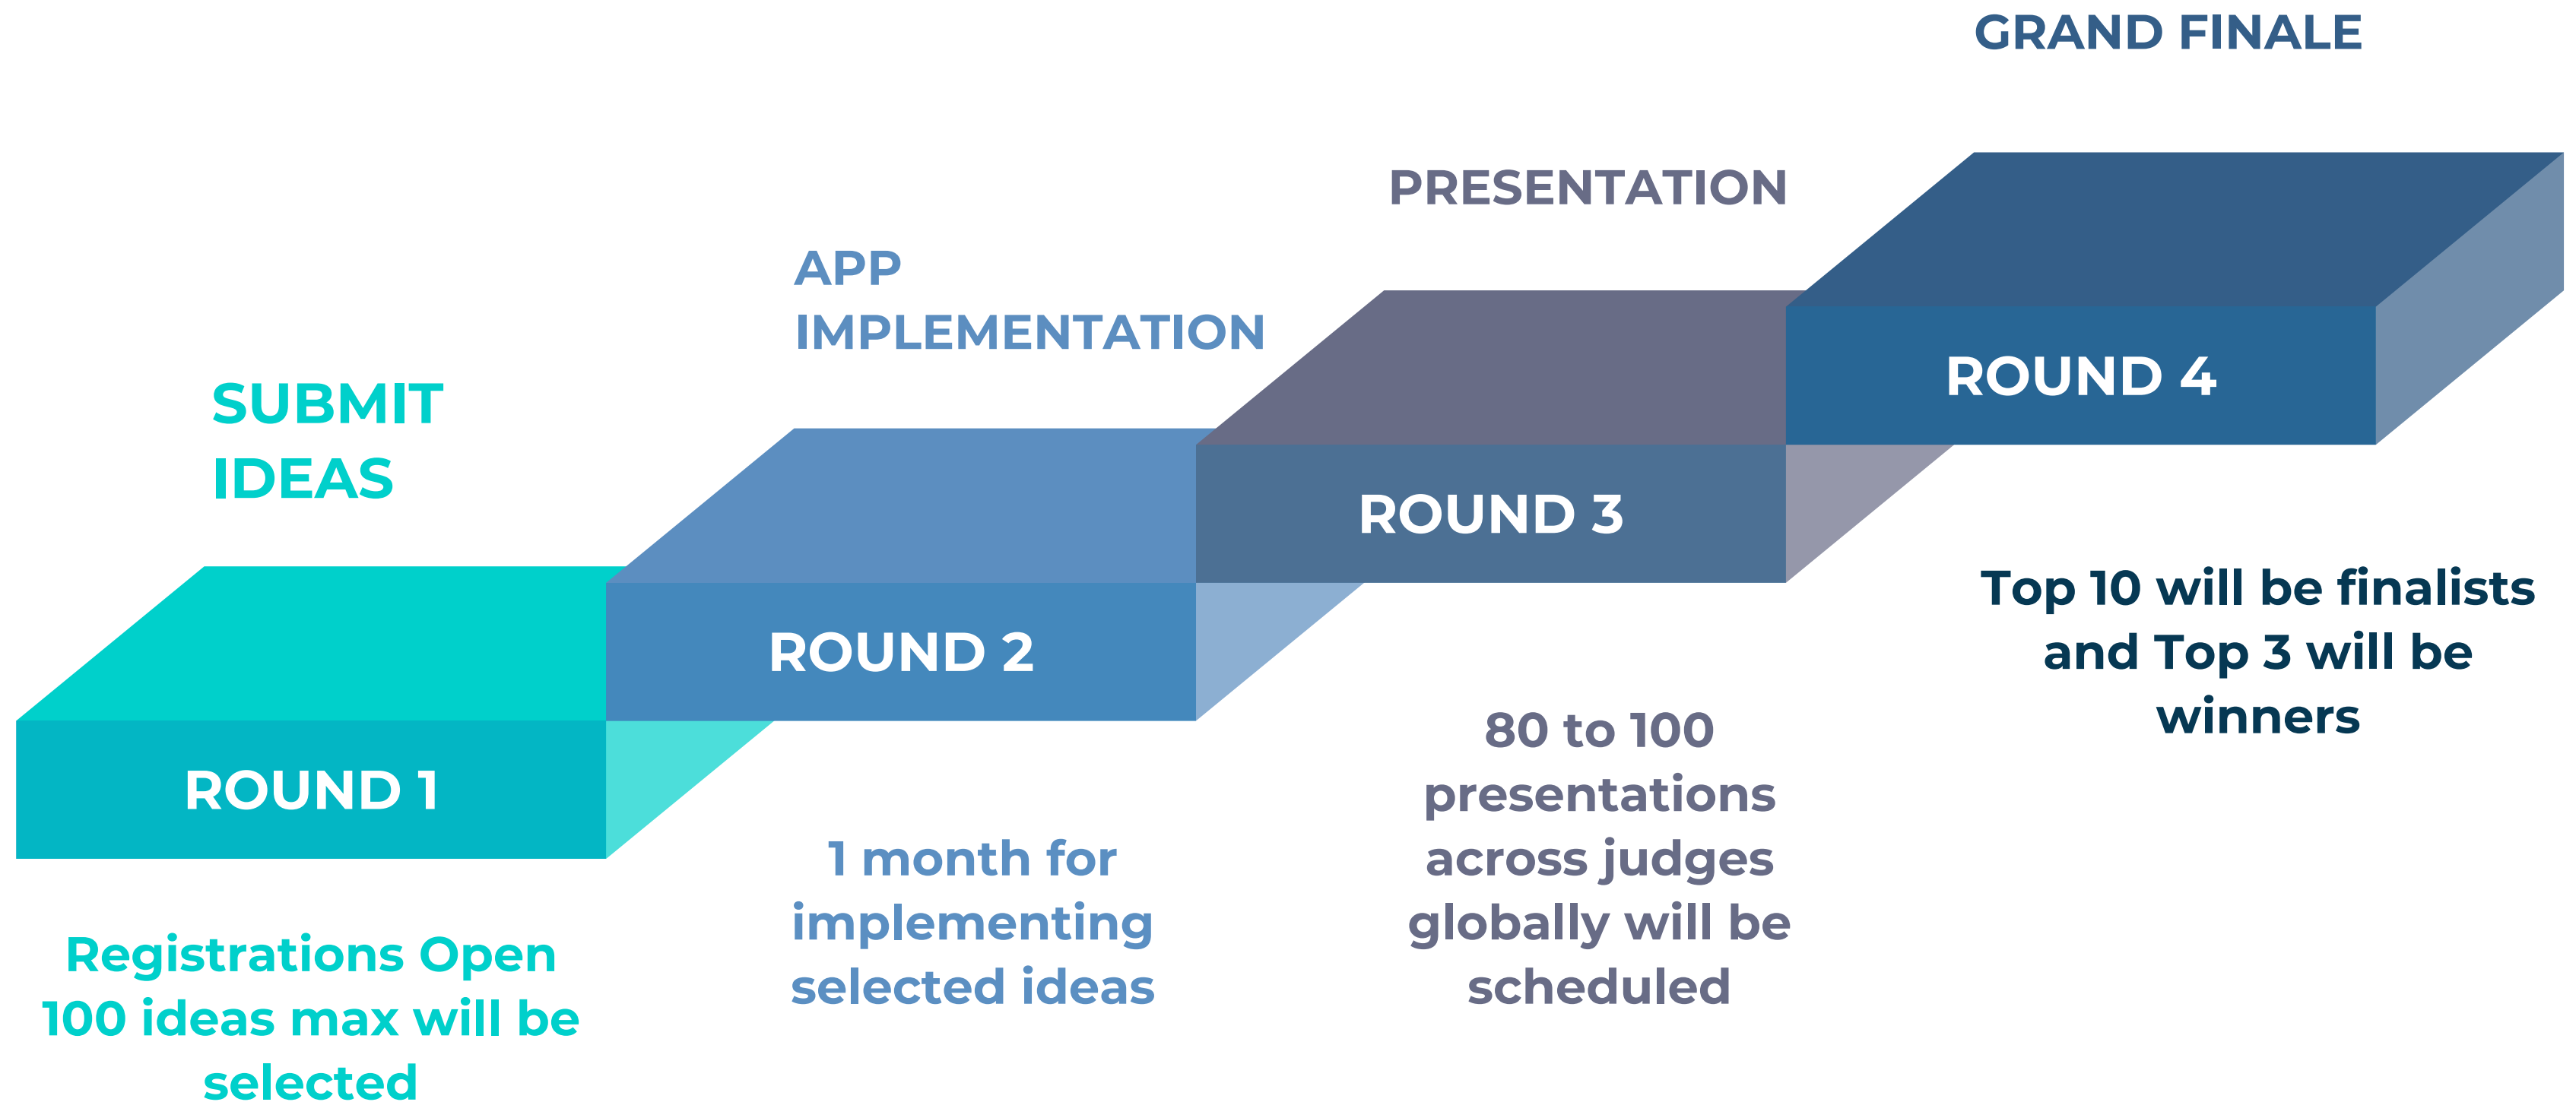 SUBMIT
IDEAS
ROUND 1
Registrations Open
100 ideas max will be
selected
APP
IMPLEMENTATION
ROUND 2
1 month for
implementing
selected ideas
PRESENTATION
ROUND 3
80 to 100
presentations
across judges
globally will be
scheduled
GRAND FINALE
ROUND 4
Top 10 will be finalists
and Top 3 will be
winners